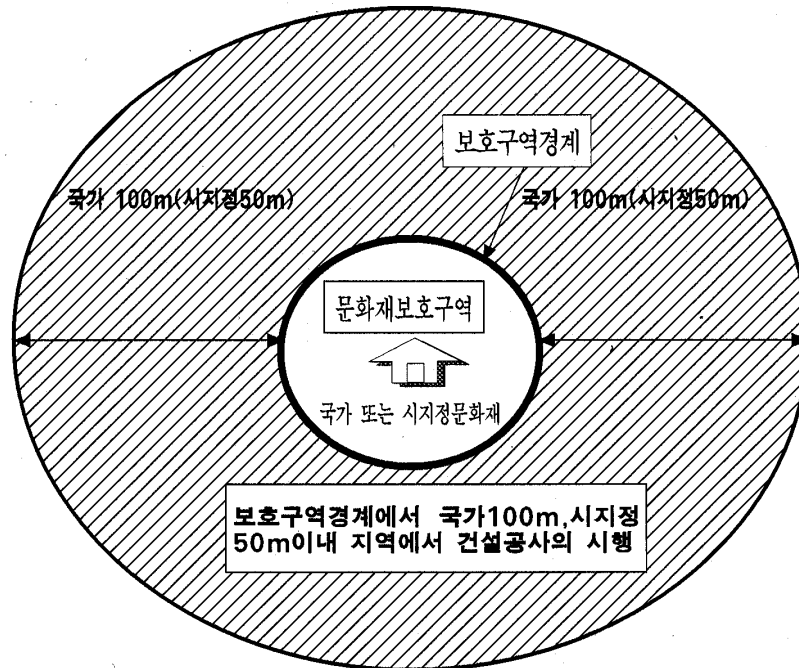 보호구역경계
국가 100m(시지정50m)
국가 100m(시지정50m)
문화재보호구역
국가 또는 시지정문화재
보호구역경계에서 국가100m,시지정
50m이내 지역에서 건설공사의 시행